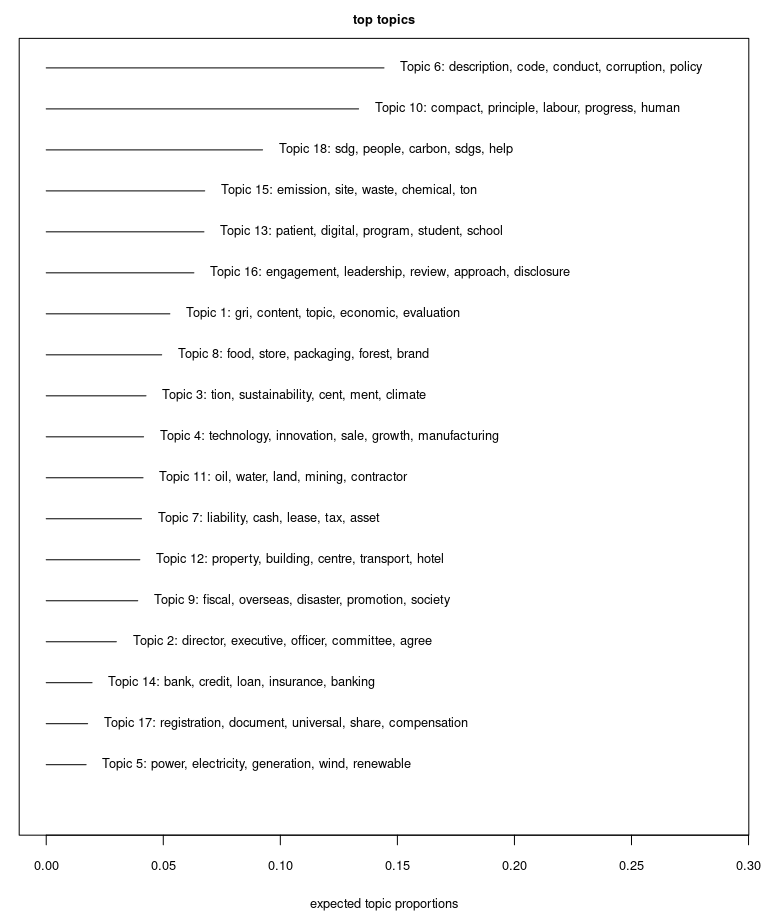 top topics
Topic 6: description, code, conduct, corruption, policy
Topic 10: compact, principle, labour, progress, human
Topic 18: sdg, people, carbon, sdgs, help
Topic 15: emission, site, waste, chemical, ton
Topic 13: patient, digital, program, student, school
Topic 16: engagement, leadership, review, approach, disclosure
Topic 1: gri, content, topic, economic, evaluation
Topic 8: food, store, packaging, forest, brand
Topic 3: tion, sustainability, cent, ment, climate
Topic 4: technology, innovation, sale, growth, manufacturing
Topic 11: oil, water, land, mining, contractor
Topic 7: liability, cash, lease, tax, asset
Topic 12: property, building, centre, transport, hotel
Topic 9: fiscal, overseas, disaster, promotion, society
Topic 2: director, executive, officer, committee, agree
Topic 14: bank, credit, loan, insurance, banking
Topic 17: registration, document, universal, share, compensation
Topic 5: power, electricity, generation, wind, renewable
0.00 0.05 0.10 0.15 0.20 0.25 0.30
expected topic proportions